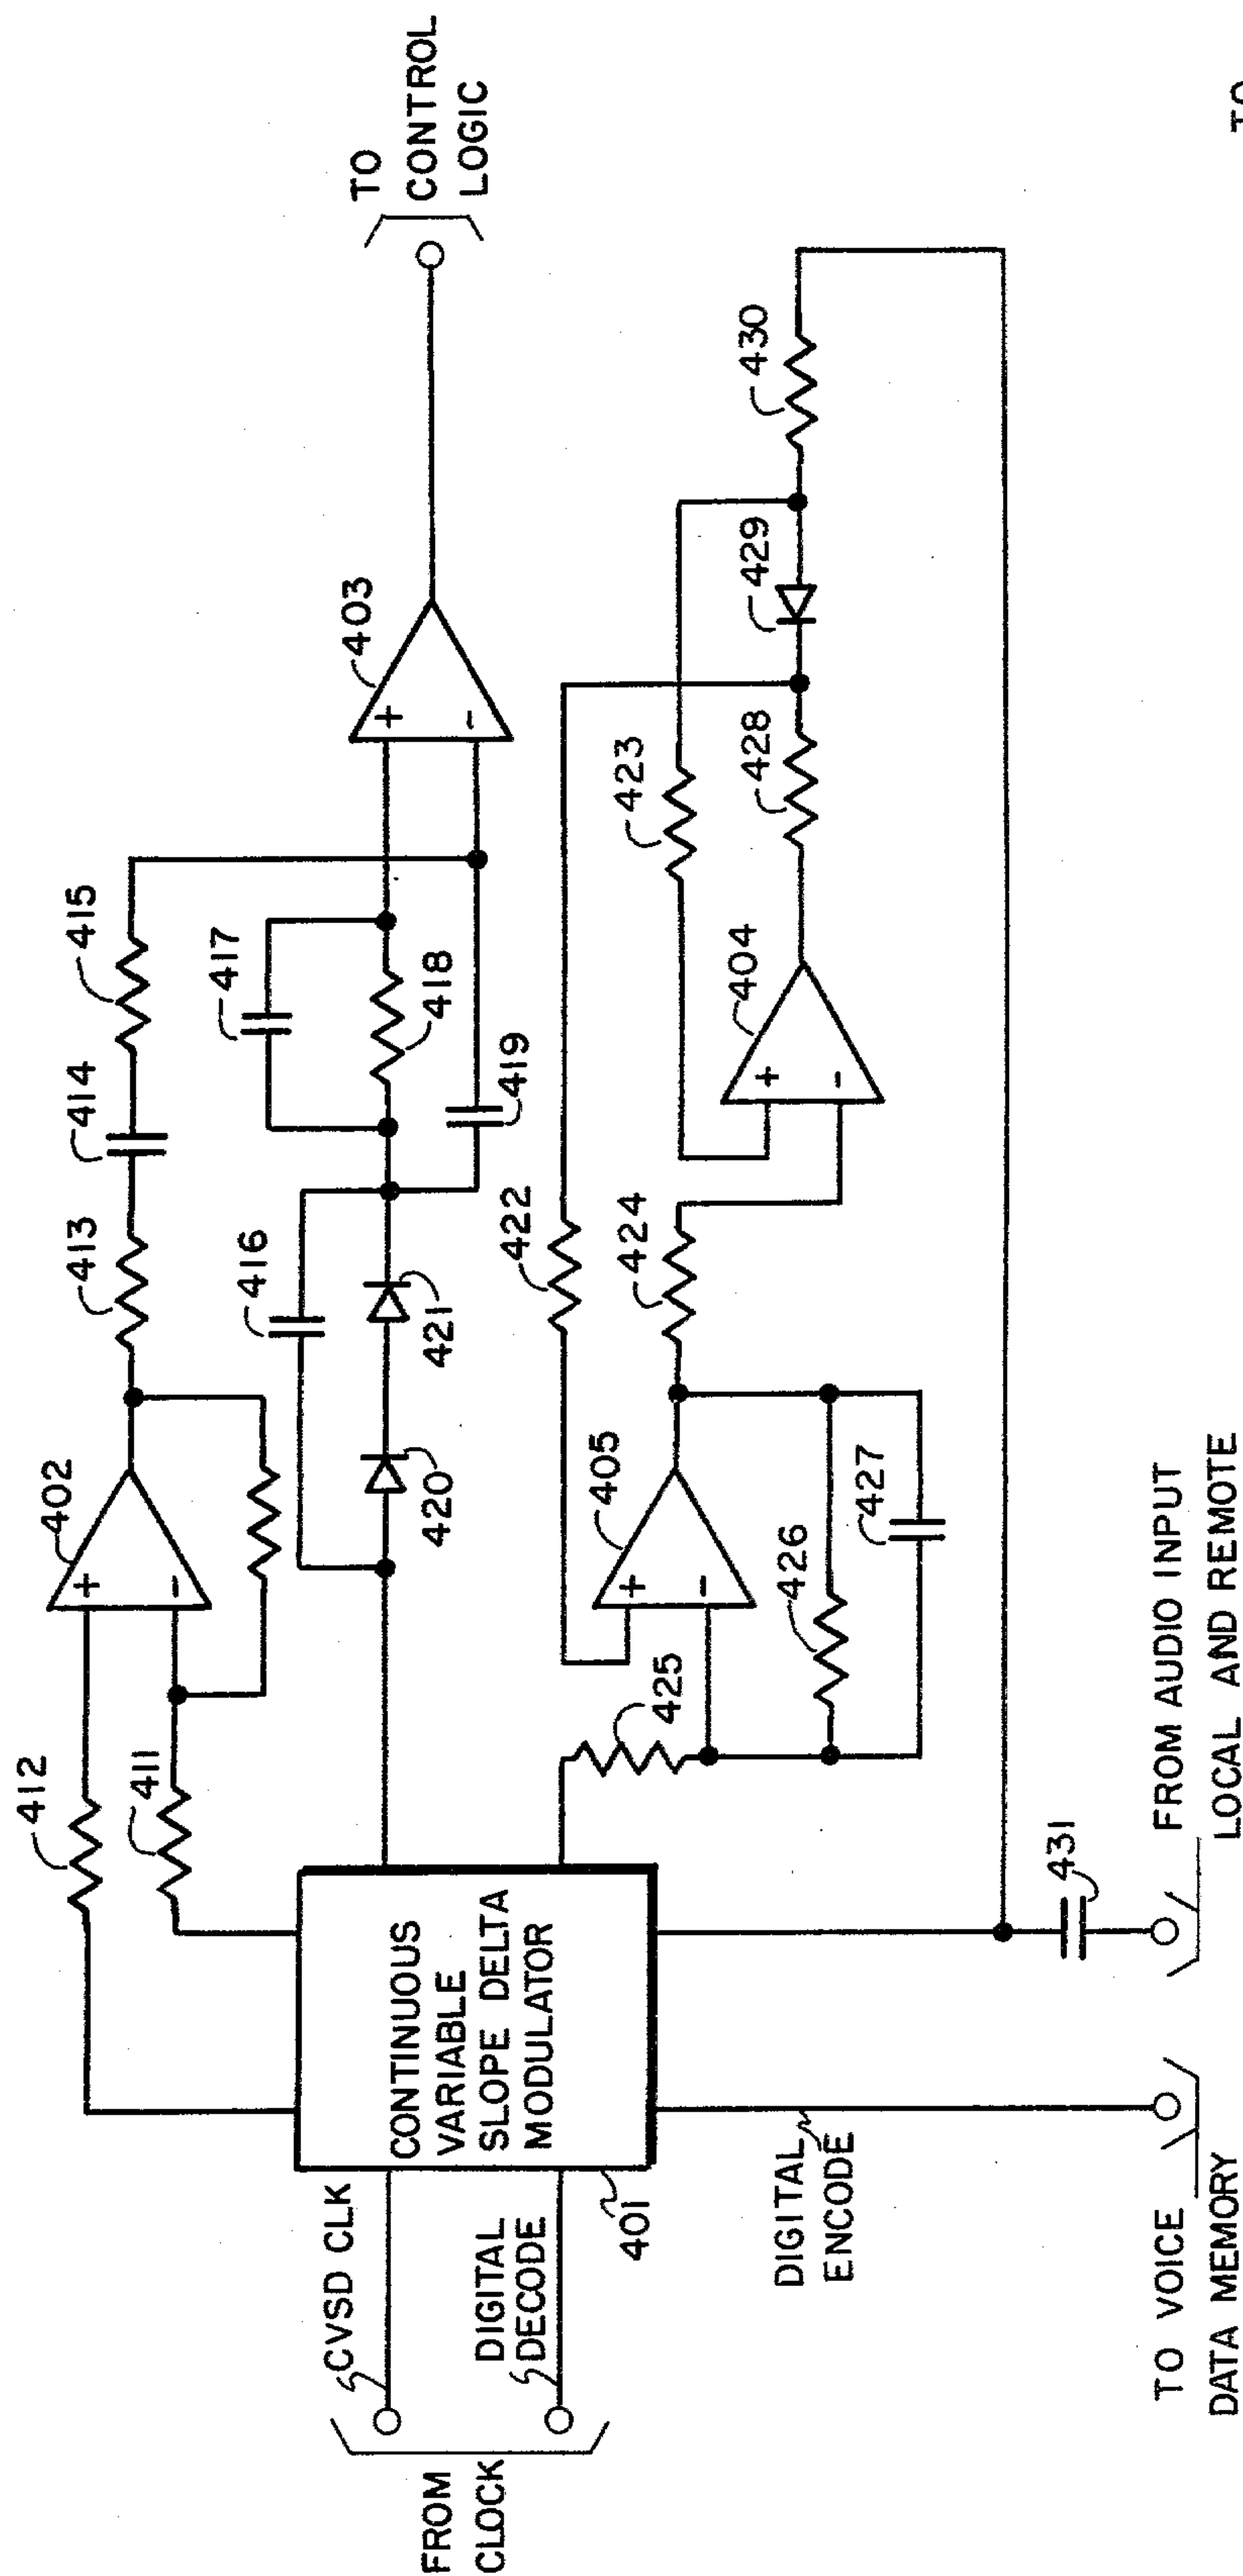 TO
CONTROL
LOGIC
412
411
402
413
414
415
403
+
-
416
417
418
419
420
421
422
423
424
425
426
427
428
429
430
404
+
-
405
+
-
+
-
CONTINUOUS
VARIABLE
SLOPE DELTA
MODULATOR
401
FROM
CLOCK
CVSD CLK
DIGITAL
DECODE
DIGITAL
ENCODE
431
TO VOICE
DATA MEMORY
FROM AUDIO INPUT
LOCAL AND REMOTE
TO